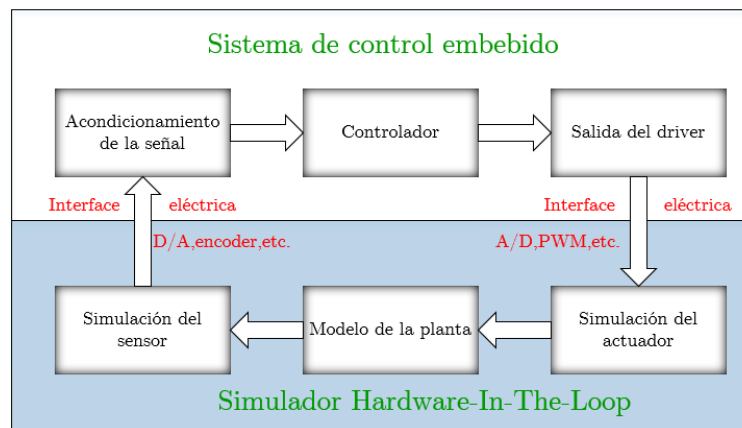 Sistema de control embebido
Acondicionamiento
de la señal
Controlador
Salida del driver
Interface eléctrica
Interface eléctrica
D/A,encoder,etc.
A/D,PWM,etc.
Simulación del
sensor
Modelo de la planta
Simulación del
actuador
Simulador Hardware-In-The-Loop